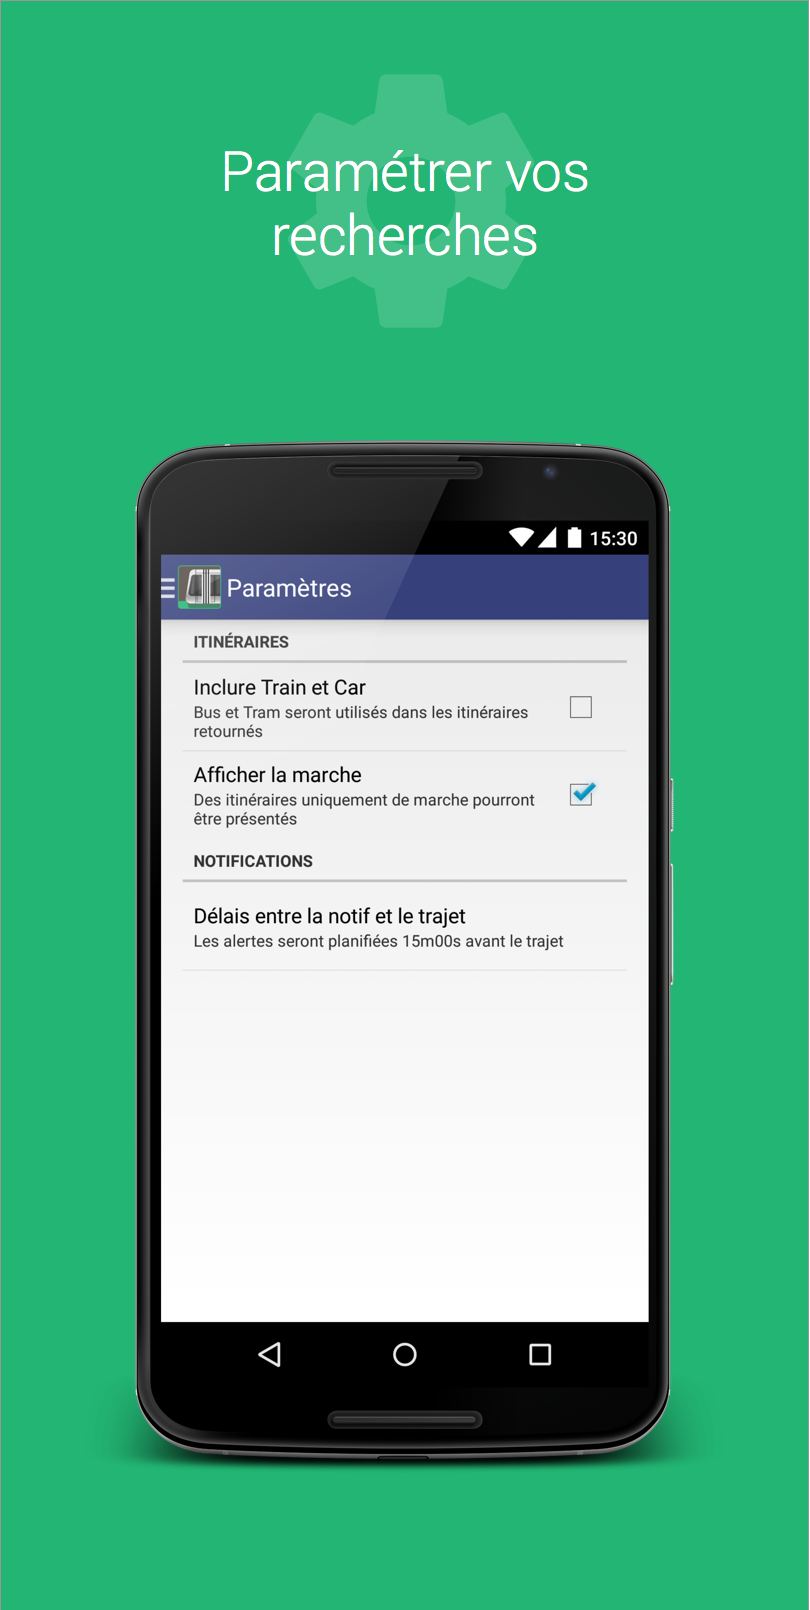 Paramétrer vos
recherches
15:30
Paramètres
ITINÉRAIRES
Inclure Train et Car
Bus et Tram seront utilisés dans les itinéraires
retournés
Afficher la marche
Des itinéraires uniquement de marche pourront
être présentés
NOTIFICATIONS
Délais entre la notif et le trajet
Les alertes seront planifiées 15m00s avant le trajet